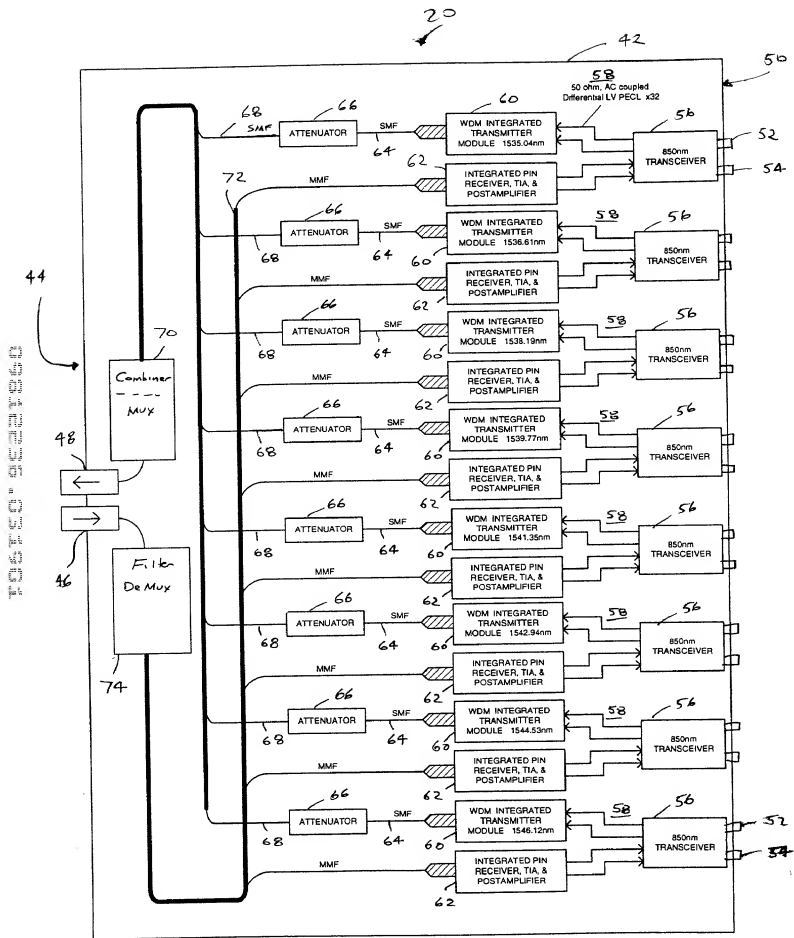 20
42
50
58
50 ohm, AC coupled
Differential LV PECL x32
68
SMF
66
ATTENUATOR
SMF
64
60
WDM INTEGRATED
TRANSMITTER
MODULE 1535.04nm
56
850nm
TRANSCEIVER
52
54
72
MMF
62
INTEGRATED PIN
RECEIVER, TIA, &
POSTAMPLIFIER
66
ATTENUATOR
SMF
68
64
60
WDM INTEGRATED
TRANSMITTER
MODULE 1536.61nm
58
56
850nm
TRANSCEIVER
MMF
62
INTEGRATED PIN
RECEIVER, TIA, &
POSTAMPLIFIER
44
66
ATTENUATOR
SMF
68
64
60
WDM INTEGRATED
TRANSMITTER
MODULE 1538.19nm
58
56
850nm
TRANSCEIVER
70
Combiner
Mux
MMF
62
INTEGRATED PIN
RECEIVER, TIA, &
POSTAMPLIFIER
66
ATTENUATOR
SMF
68
64
60
WDM INTEGRATED
TRANSMITTER
MODULE 1539.77nm
58
56
850nm
TRANSCEIVER
48
MMF
62
INTEGRATED PIN
RECEIVER, TIA, &
POSTAMPLIFIER
46
66
ATTENUATOR
SMF
68
64
60
WDM INTEGRATED
TRANSMITTER
MODULE 1541.35nm
58
56
850nm
TRANSCEIVER
Filter
DeMux
74
MMF
62
INTEGRATED PIN
RECEIVER, TIA, &
POSTAMPLIFIER
66
ATTENUATOR
SMF
68
64
60
WDM INTEGRATED
TRANSMITTER
MODULE 1542.94nm
58
56
850nm
TRANSCEIVER
MMF
62
INTEGRATED PIN
RECEIVER, TIA, &
POSTAMPLIFIER
66
ATTENUATOR
SMF
68
64
60
WDM INTEGRATED
TRANSMITTER
MODULE 1544.53nm
58
56
850nm
TRANSCEIVER
MMF
62
INTEGRATED PIN
RECEIVER, TIA, &
POSTAMPLIFIER
66
ATTENUATOR
SMF
68
64
60
WDM INTEGRATED
TRANSMITTER
MODULE 1546.12nm
58
56
850nm
TRANSCEIVER
52
54
MMF
62
INTEGRATED PIN
RECEIVER, TIA, &
POSTAMPLIFIER